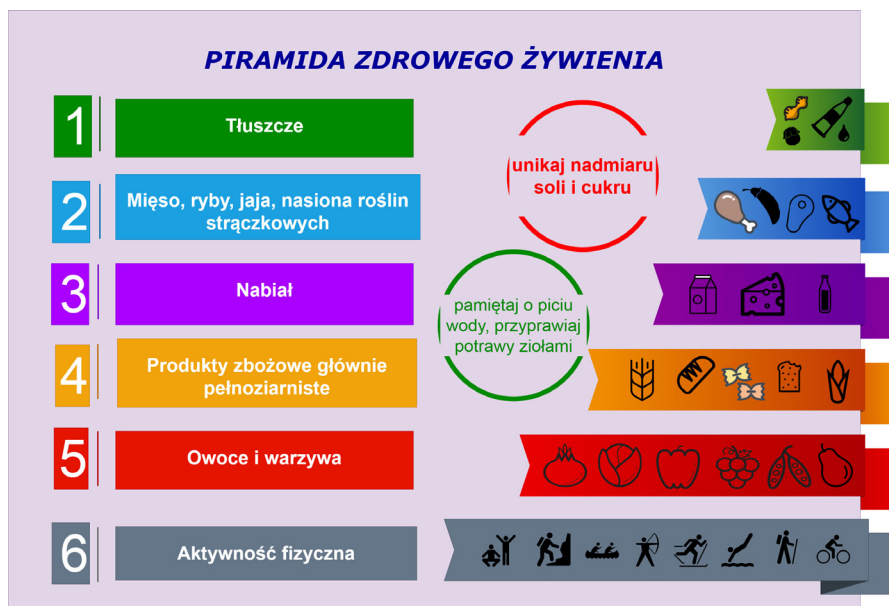 PIRAMIDA ZDROWEGO ŻYWIENIA
1
Tłuszcze
2
Mięso, ryby, jaja, nasiona roślin
strączkowych
3
Nabiał
4
Produkty zbożowe głównie
pełnoziarniste
5
Owoce i warzywa
6
Aktywność fizyczna
unikaj nadmiaru
soli i cukru
pamiętaj o piciu
wody, przyprawiaj
potrawy ziołami